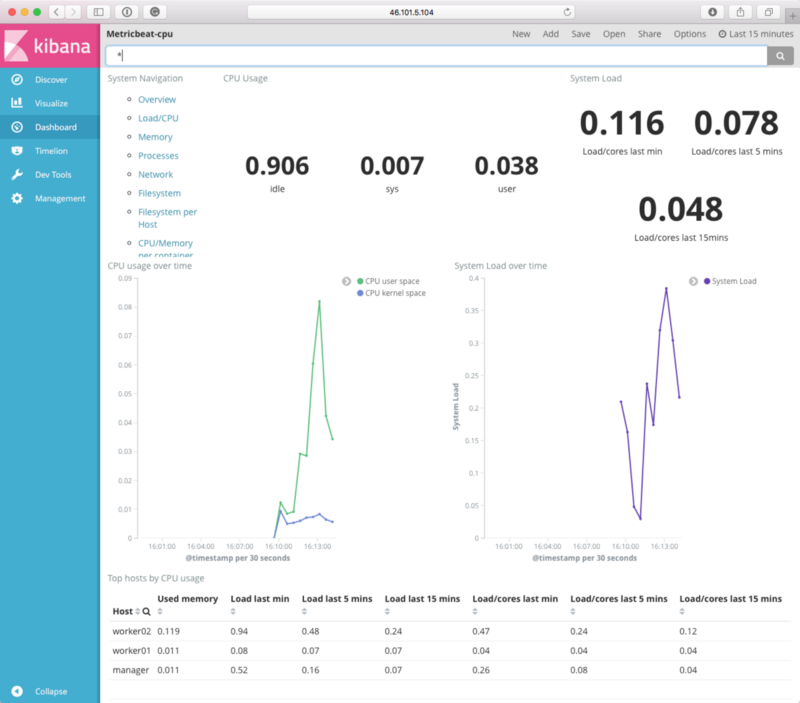 46.101.5.104
kibana
Discover
Visualize
Dashboard
Timelion
Dev Tools
Management
Collapse
Metricbeat-cpu
New Add Save Open Share Options Last 15 minutes
*
System Navigation
Overview
Load/CPU
Memory
Processes
Network
Filesystem
Filesystem per
Host
CPU/Memory
per container
CPU Usage
0.906 0.007 0.038
idle sys user
System Load
0.116 0.078
Load/cores last min Load/cores last 5 mins
0.048
Load/cores last 15mins
CPU usage over time
0.09
0.08
0.07
0.06
0.05
0.04
0.03
0.02
0.01
0
16:01:00 16:04:00 16:07:00 16:10:00 16:13:00
@timestamp per 30 seconds
CPU user space
CPU kernel space
System Load over time
System Load
0.4
0.35
0.3
0.25
0.2
0.15
0.1
0.05
0
16:01:00 16:04:00 16:07:00 16:10:00 16:13:00
@timestamp per 30 seconds
System Load
Top hosts by CPU usage
Host Used memory Load last min Load last 5 mins Load last 15 mins Load/cores last min Load/cores last 5 mins Load/cores last 15 mins
worker02 0.119 0.94 0.48 0.24 0.47 0.24 0.12
worker01 0.011 0.08 0.07 0.07 0.04 0.04 0.04
manager 0.011 0.52 0.16 0.07 0.26 0.08 0.04